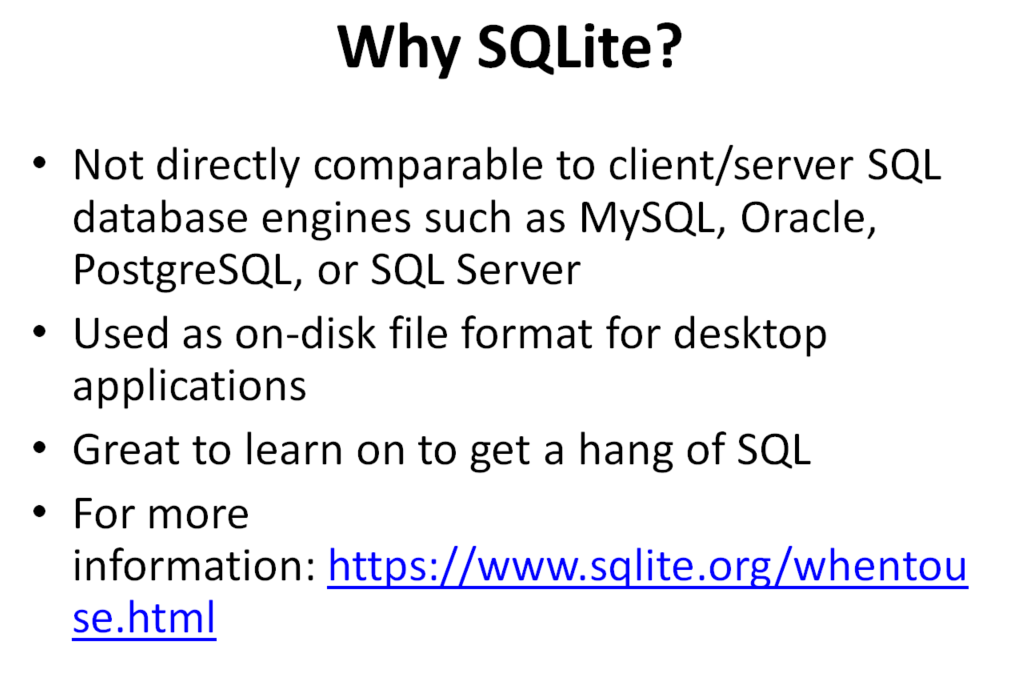 Why SQLite?
• Not directly comparable to client/server SQL
database engines such as MySQL, Oracle,
PostgreSQL, or SQL Server
• Used as on-disk file format for desktop
applications
• Great to learn on to get a hang of SQL
• For more
information: https://www.sqlite.org/whentou
se.html